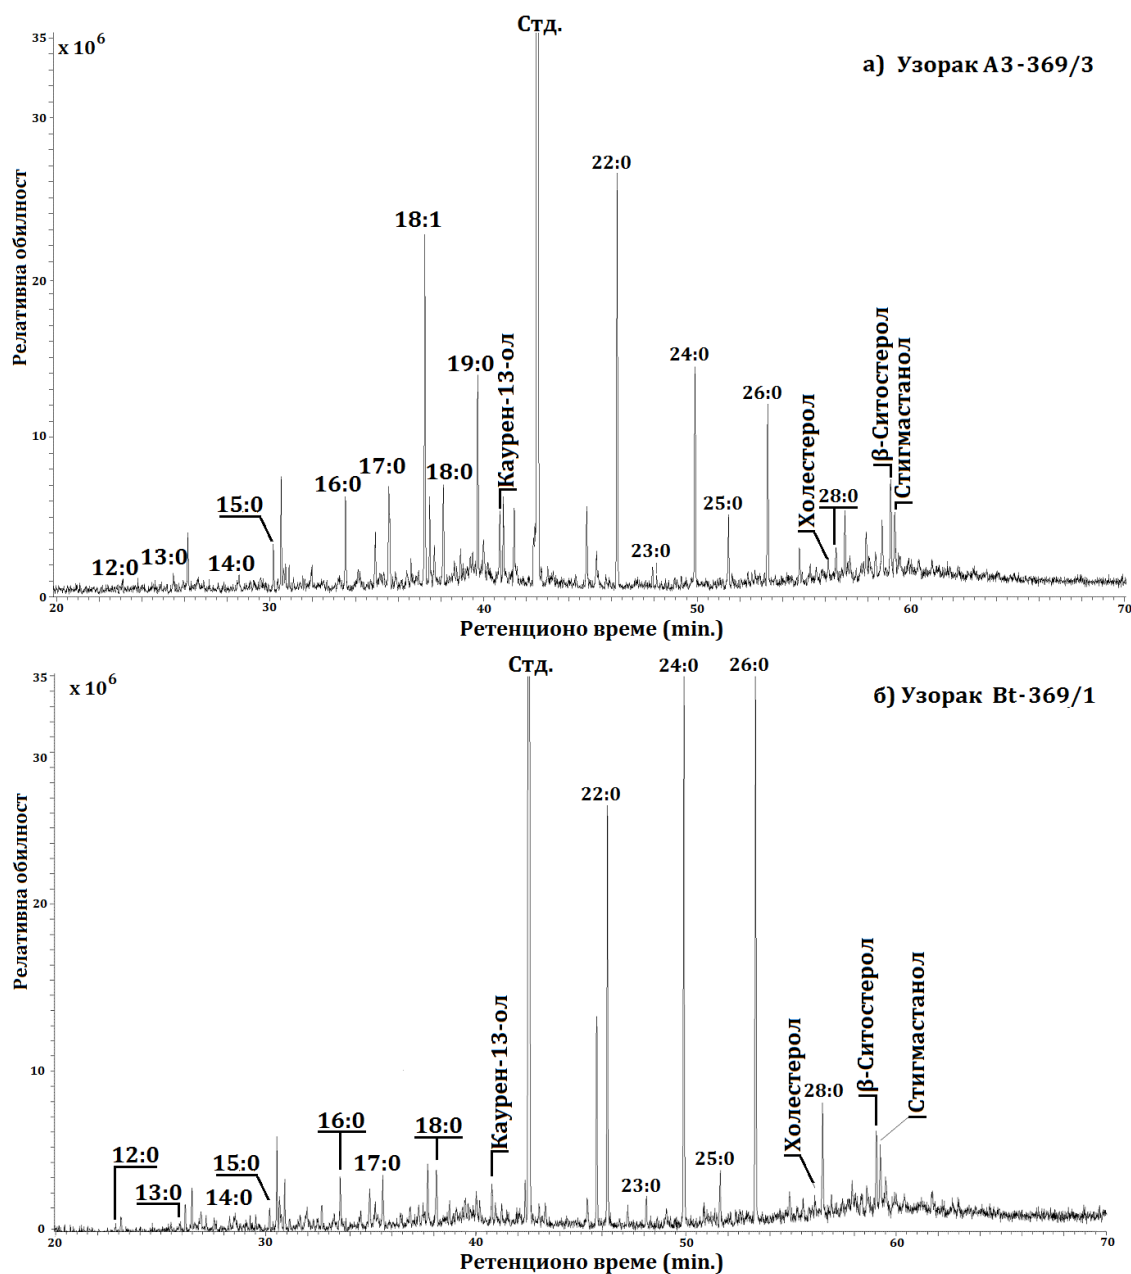 Стд.
35
x 10⁶
а) Узорак А3-369/3
30
22:0
18:1
20
24:0
19:0
26:0
Каурен-13-ол
β-Ситостерол
Стигмастанол
10
Холестерол
17:0
18:0
16:0
15:0
28:0
25:0
23:0
13:0
12:0
14:0
0
20
30
40
50
60
70
Релативна обилност
Ретенционо време (min.)
Стд.
24:0
26:0
35
x 10⁶
б) Узорак Bt-369/1
30
22:0
20
10
Каурен-13-ол
Холестерол
β-Ситостерол
Стигмастанол
28:0
16:0
18:0
12:0
15:0
17:0
25:0
13:0
14:0
23:0
0
20
30
40
50
60
70
Релативна обилност
Ретенционо време (min.)